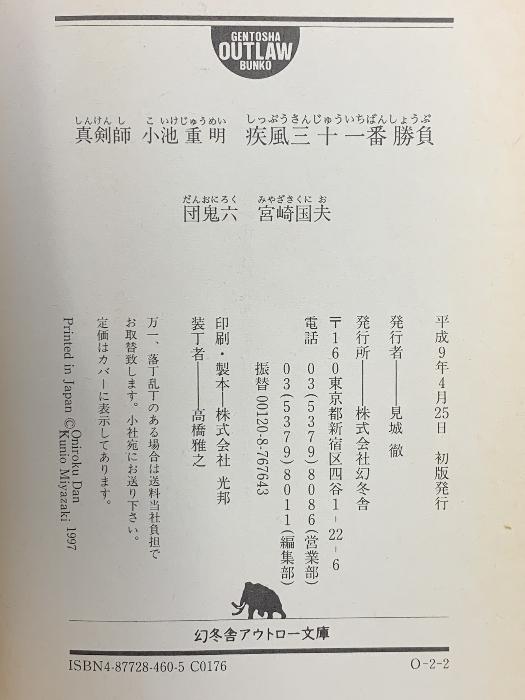 GENTOSHA
OUTLAW
BUNKO
しんけんし こいけじゅうめい しっぷうさんじゅういちばんしょうぶ
真剣師 小池重明 疾風三十一番勝負
だんおにろく みやざきくにお
団鬼六 宮崎国夫
平成9年4月25日 初版発行
発行者——見城 徹
発行所——株式会社幻冬舎
〒160東京都新宿区四谷1-22-6
電話 03(5379)8086(営業部)
03(5379)8011(編集部)
振替 00120-8-767643
印刷・製本——株式会社 光邦
装丁者——高橋雅之
万一、落丁乱丁のある場合は送料当社負担で
お取替致します。小社宛にお送り下さい。
定価はカバーに表示してあります。
Printed in Japan ©Oniroku Dan
Kunio Miyazaki 1997
幻冬舎アウトロー文庫
ISBN4-87728-460-5 C0176
O-2-2